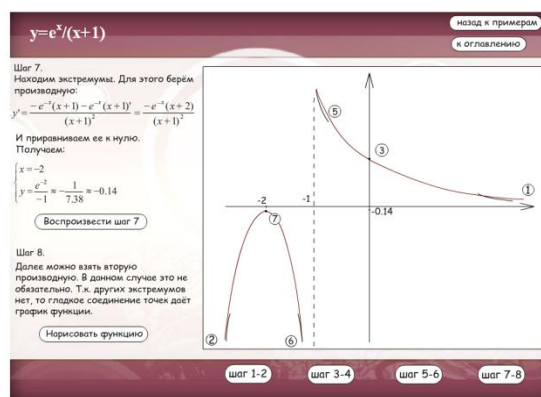 y=eˣ/(x+1)
назад к примерам
к оглавлению
Шаг 7.
Находим экстремумы. Для этого берём
производную:
y'= (−e⁻ˣ(x+1)−e⁻ˣ(x+1)')/(x+1)² = (−e⁻ˣ(x+2))/(x+1)²
И приравниваем ее к нулю.
Получаем:
x=−2
y= e⁻²/−1 ≈ −1/7.38 ≈ −0.14
Воспроизвести шаг 7
Шаг 8.
Далее можно взять вторую
производную. В данном случае это не
обязательно. Т.к. других экстремумов
нет, то гладкое соединение точек даёт
график функции.
Нарисовать функцию
5
3
1
-2
-1
-0.14
7
2
6
шаг 1-2
шаг 3-4
шаг 5-6
шаг 7-8